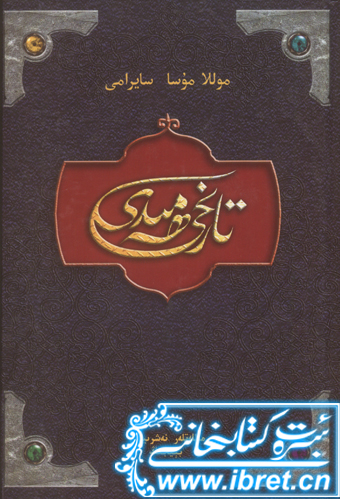 موللا مۇسا سايرامى
تارىخى ھەمىدى
ئىبرەت كىتابخانىسى
www.ibret.cn